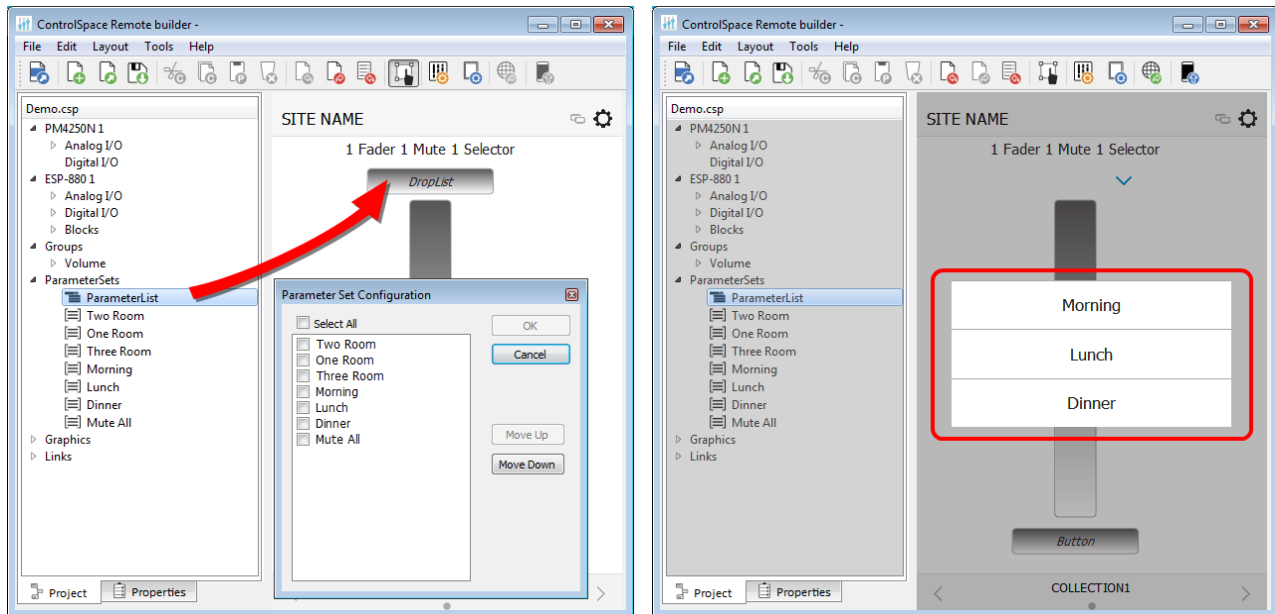 ControlSpace Remote builder -
File Edit Layout Tools Help
Demo.csp
PM4250N 1
Analog I/O
Digital I/O
ESP-880 1
Analog I/O
Digital I/O
Blocks
Groups
Volume
ParameterSets
ParameterList
Two Room
One Room
Three Room
Morning
Lunch
Dinner
Mute All
Graphics
Links
Project Properties
SITE NAME
1 Fader 1 Mute 1 Selector
DropList
Parameter Set Configuration
Select All
Two Room
One Room
Three Room
Morning
Lunch
Dinner
Mute All
OK
Cancel
Move Up
Move Down
ControlSpace Remote builder -
File Edit Layout Tools Help
Demo.csp
PM4250N 1
Analog I/O
Digital I/O
ESP-880 1
Analog I/O
Digital I/O
Blocks
Groups
Volume
ParameterSets
ParameterList
Two Room
One Room
Three Room
Morning
Lunch
Dinner
Mute All
Graphics
Links
Project Properties
SITE NAME
1 Fader 1 Mute 1 Selector
Morning
Lunch
Dinner
Button
COLLECTION1